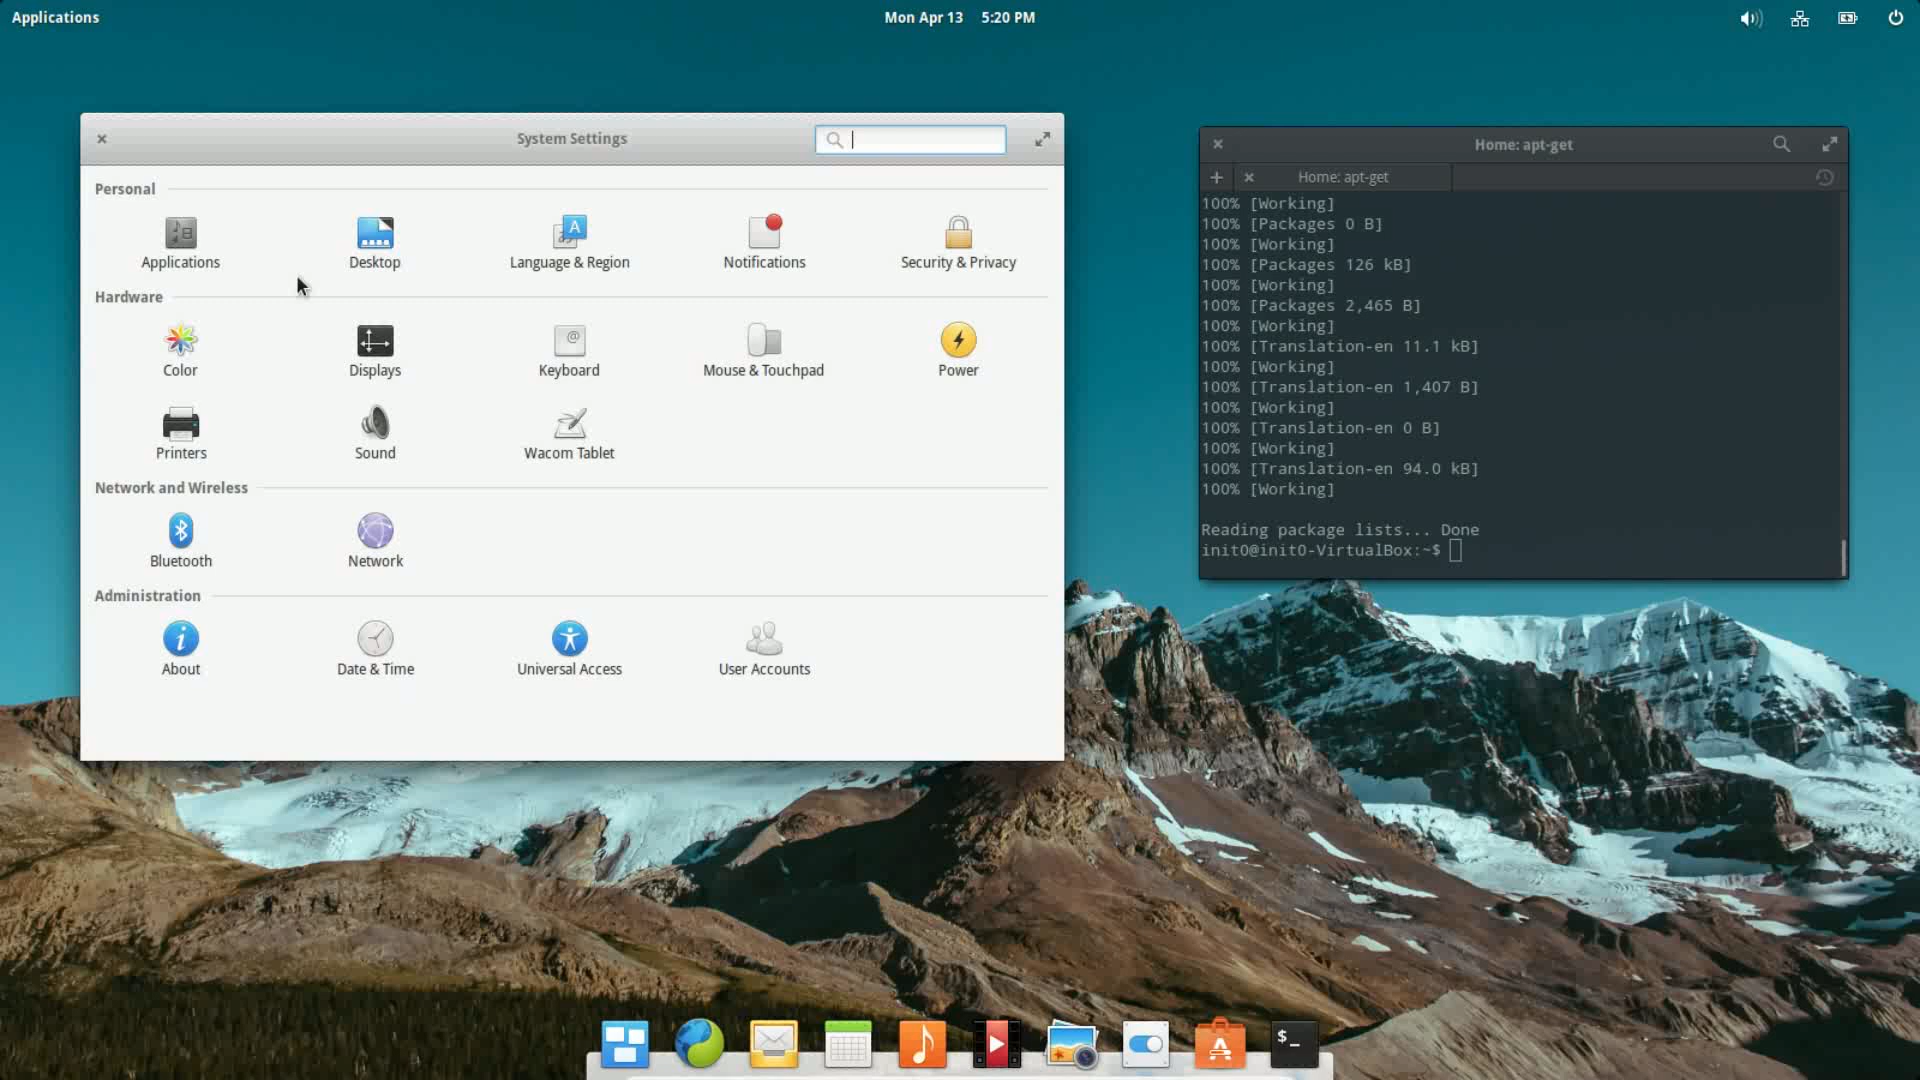 Applications
Mon Apr 13 5:20 PM
System Settings
Personal
Applications
Desktop
Language & Region
Notifications
Security & Privacy
Hardware
Color
Displays
Keyboard
Mouse & Touchpad
Power
Printers
Sound
Wacom Tablet
Network and Wireless
Bluetooth
Network
Administration
About
Date & Time
Universal Access
User Accounts
Home: apt-get
Home: apt-get
100% [Working]
100% [Packages 0 B]
100% [Working]
100% [Packages 126 kB]
100% [Working]
100% [Packages 2,465 B]
100% [Working]
100% [Translation-en 11.1 kB]
100% [Working]
100% [Translation-en 1,407 B]
100% [Working]
100% [Translation-en 0 B]
100% [Working]
100% [Translation-en 94.0 kB]
100% [Working]
Reading package lists... Done
init0@init0-VirtualBox:~$